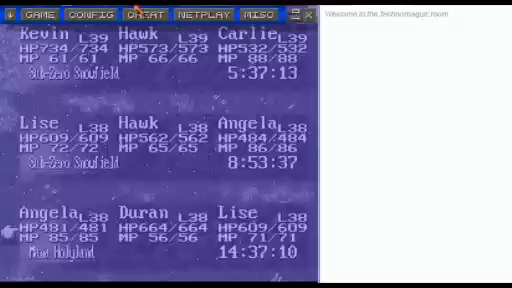 GAME CONFIG CHEAT NETPLAY MISC
Welcome to the Technomagus room
Kevin L39 Hawk L39 Carlie L39
HP734/734 HP573/573 HP532/532
MP 61/61 MP 66/66 MP 88/88
Sub-Zero Snowfield 5:37:13
Lise L38 Hawk L38 Angela L38
HP609/609 HP562/562 HP484/484
MP 72/72 MP 65/65 MP 86/86
Sub-Zero Snowfield 8:53:37
Angela L38 Duran L38 Lise L38
HP481/481 HP664/664 HP609/609
MP 85/85 MP 56/56 MP 71/71
Mana Holyland 14:37:10